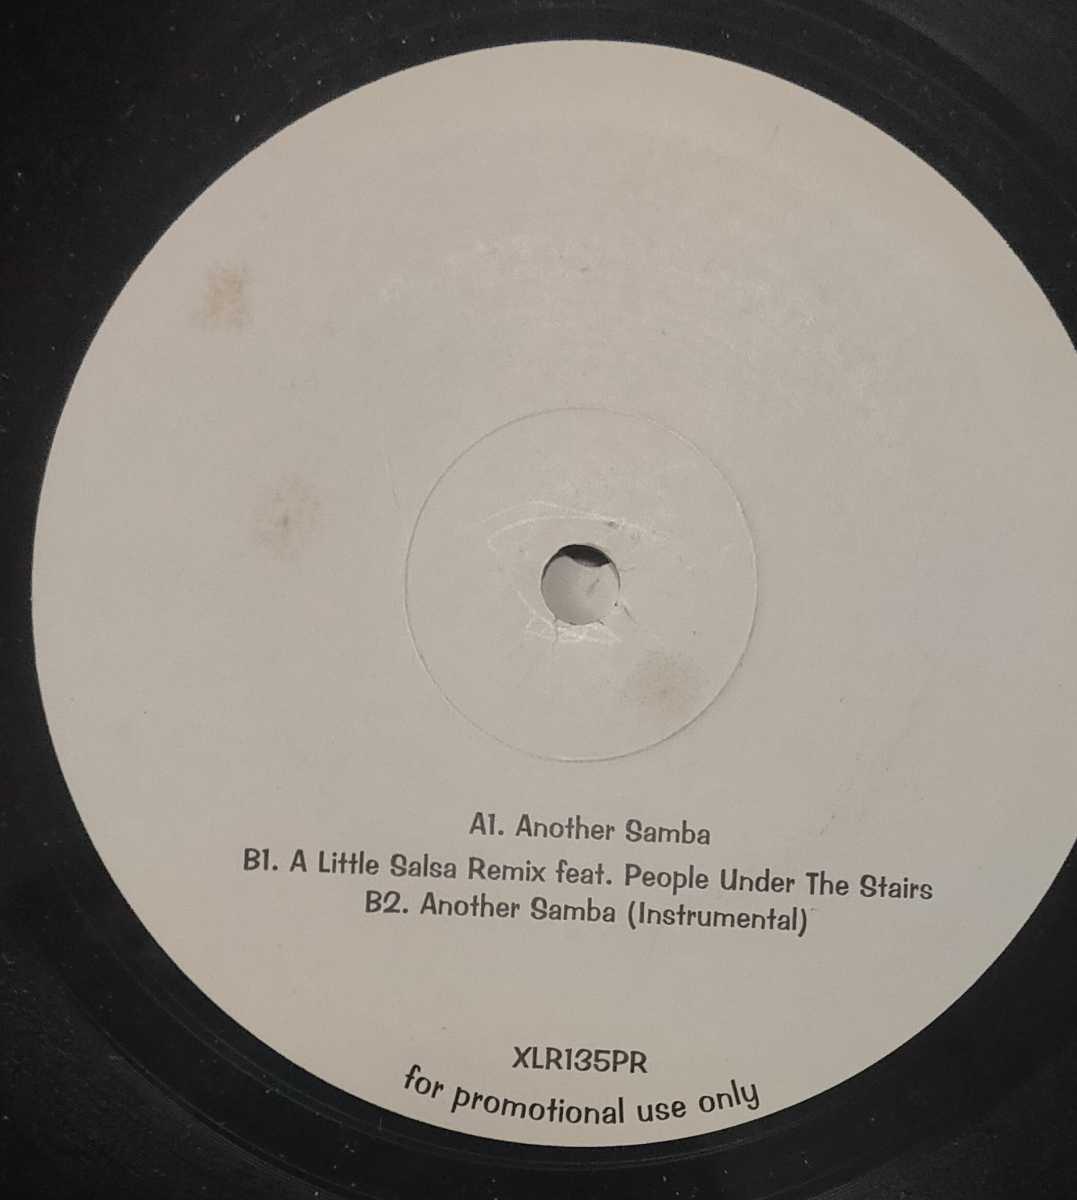 A1. Another Samba
B1. A Little Salsa Remix feat. People Under The Stairs
B2. Another Samba (Instrumental)
XLR135PR
for promotional use only